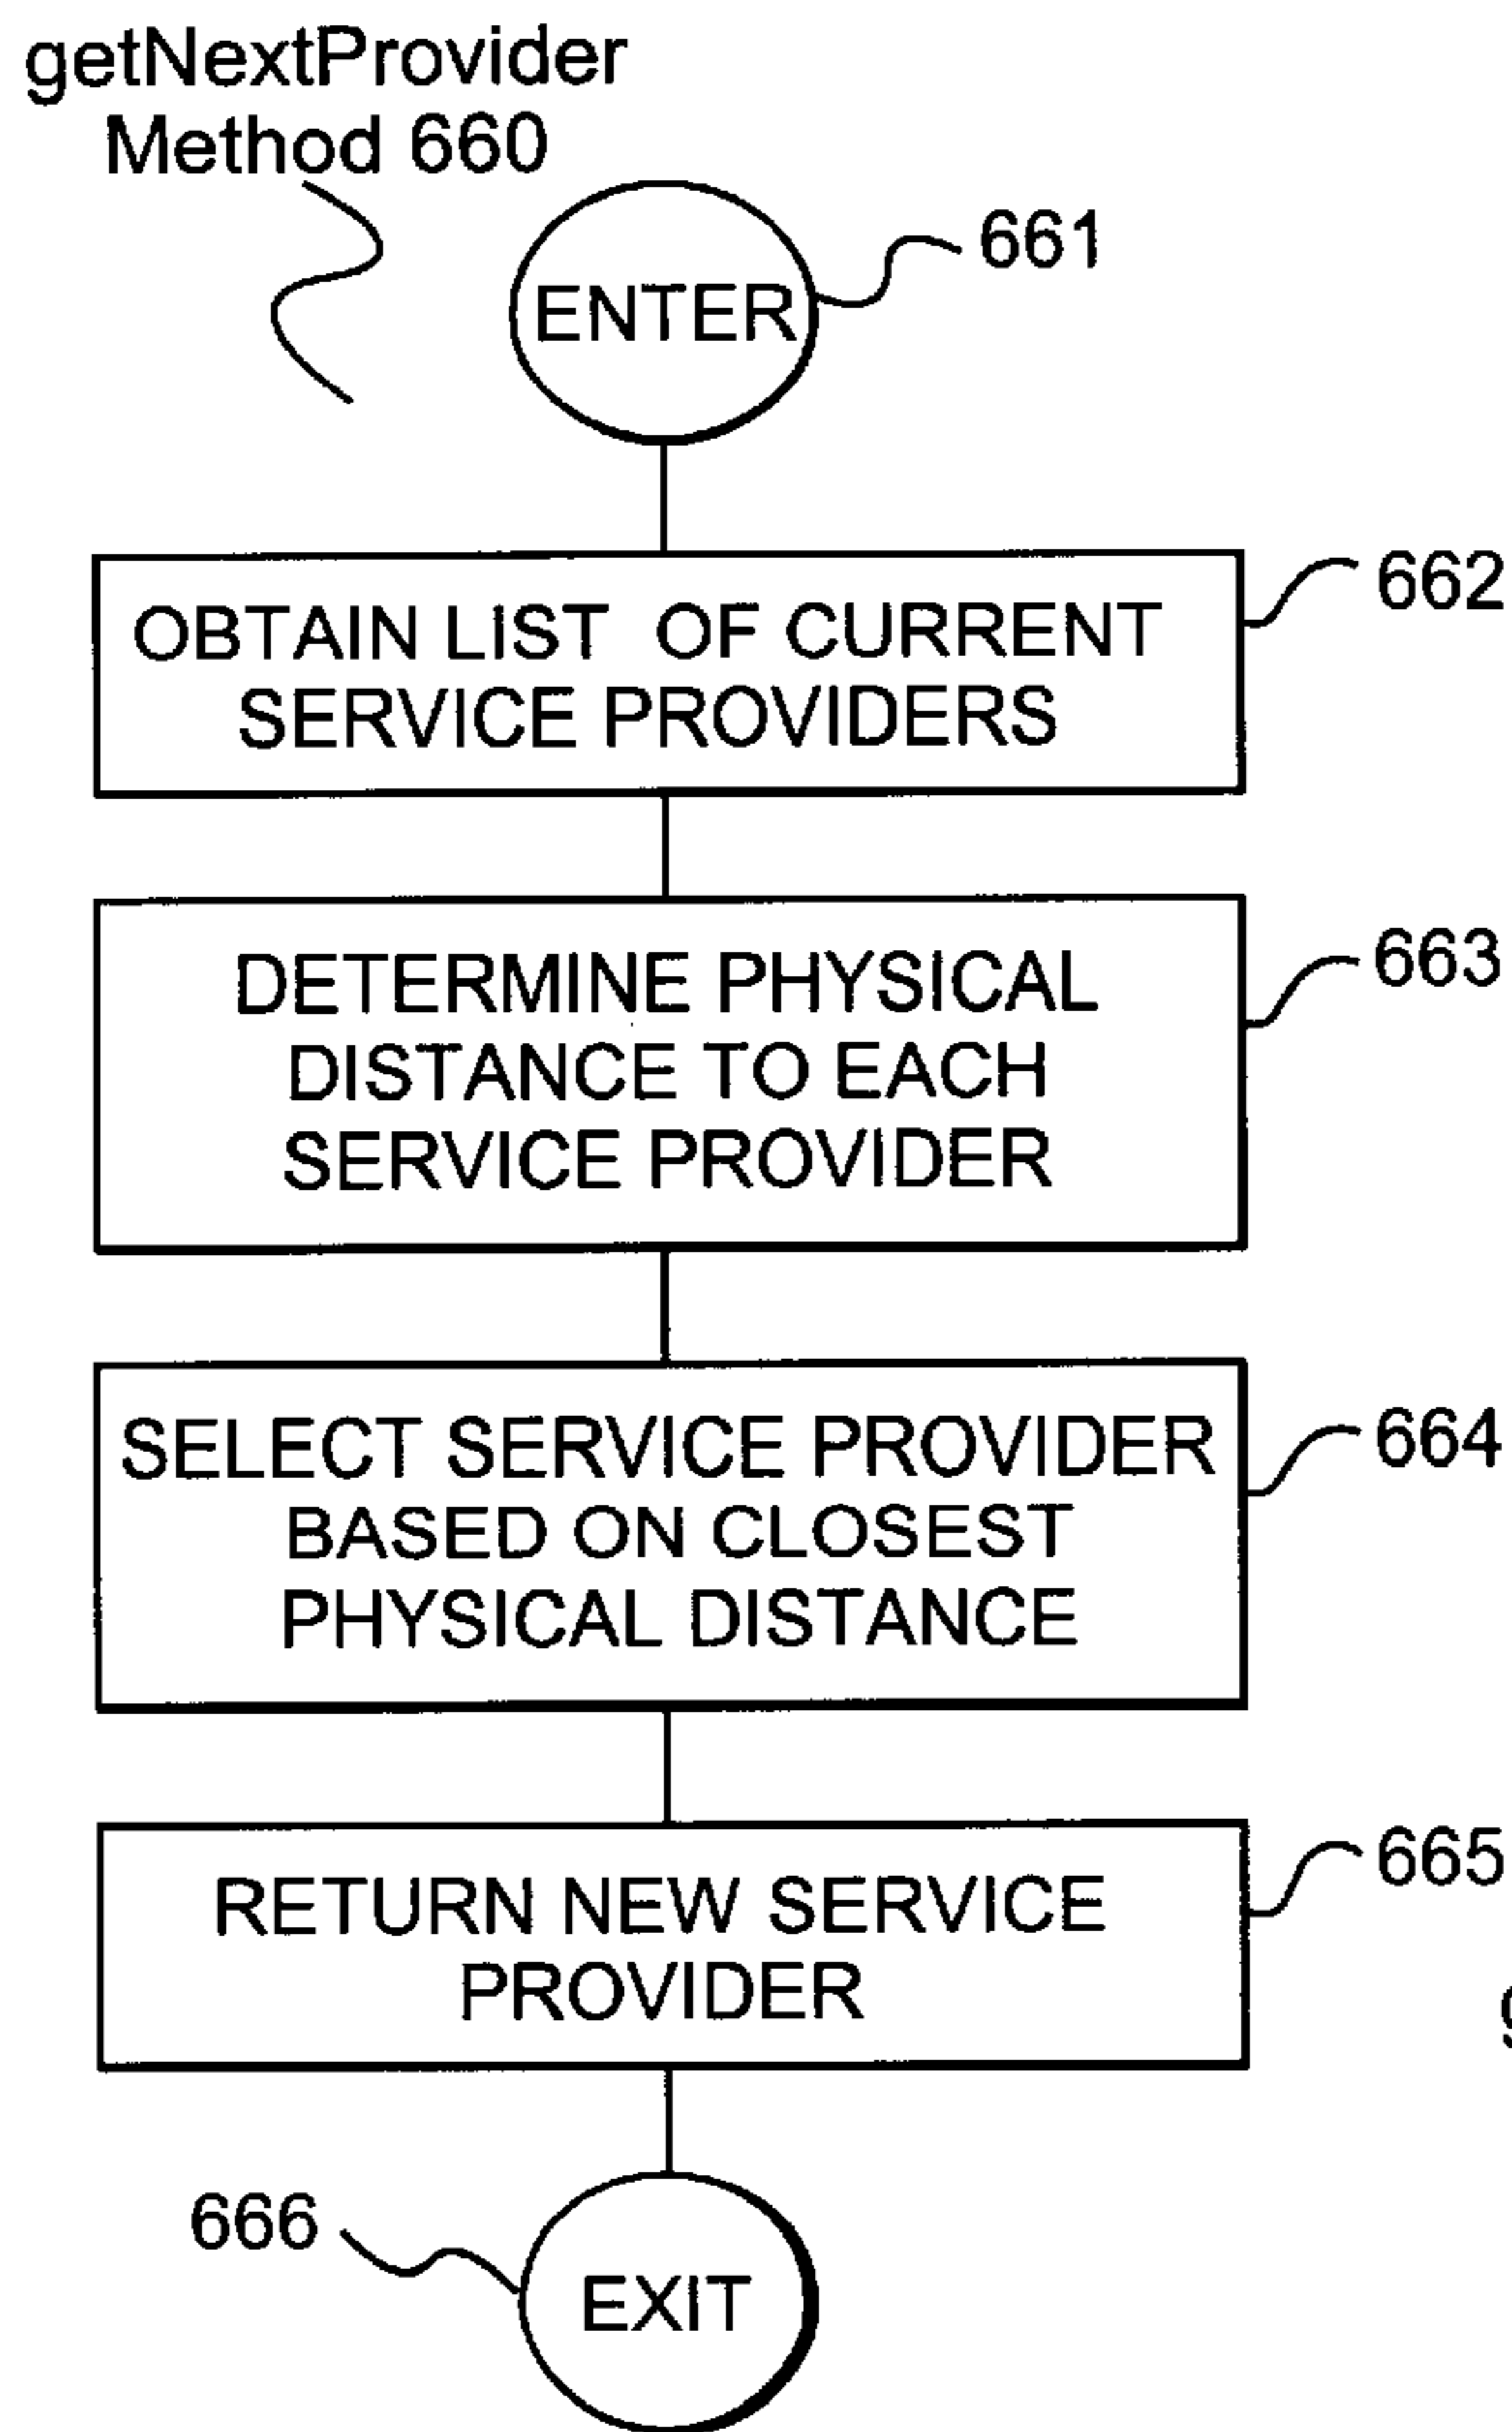 getNextProvider
Method 660
ENTER
661
OBTAIN LIST OF CURRENT
SERVICE PROVIDERS
662
DETERMINE PHYSICAL
DISTANCE TO EACH
SERVICE PROVIDER
663
SELECT SERVICE PROVIDER
BASED ON CLOSEST
PHYSICAL DISTANCE
664
RETURN NEW SERVICE
PROVIDER
665
666
EXIT